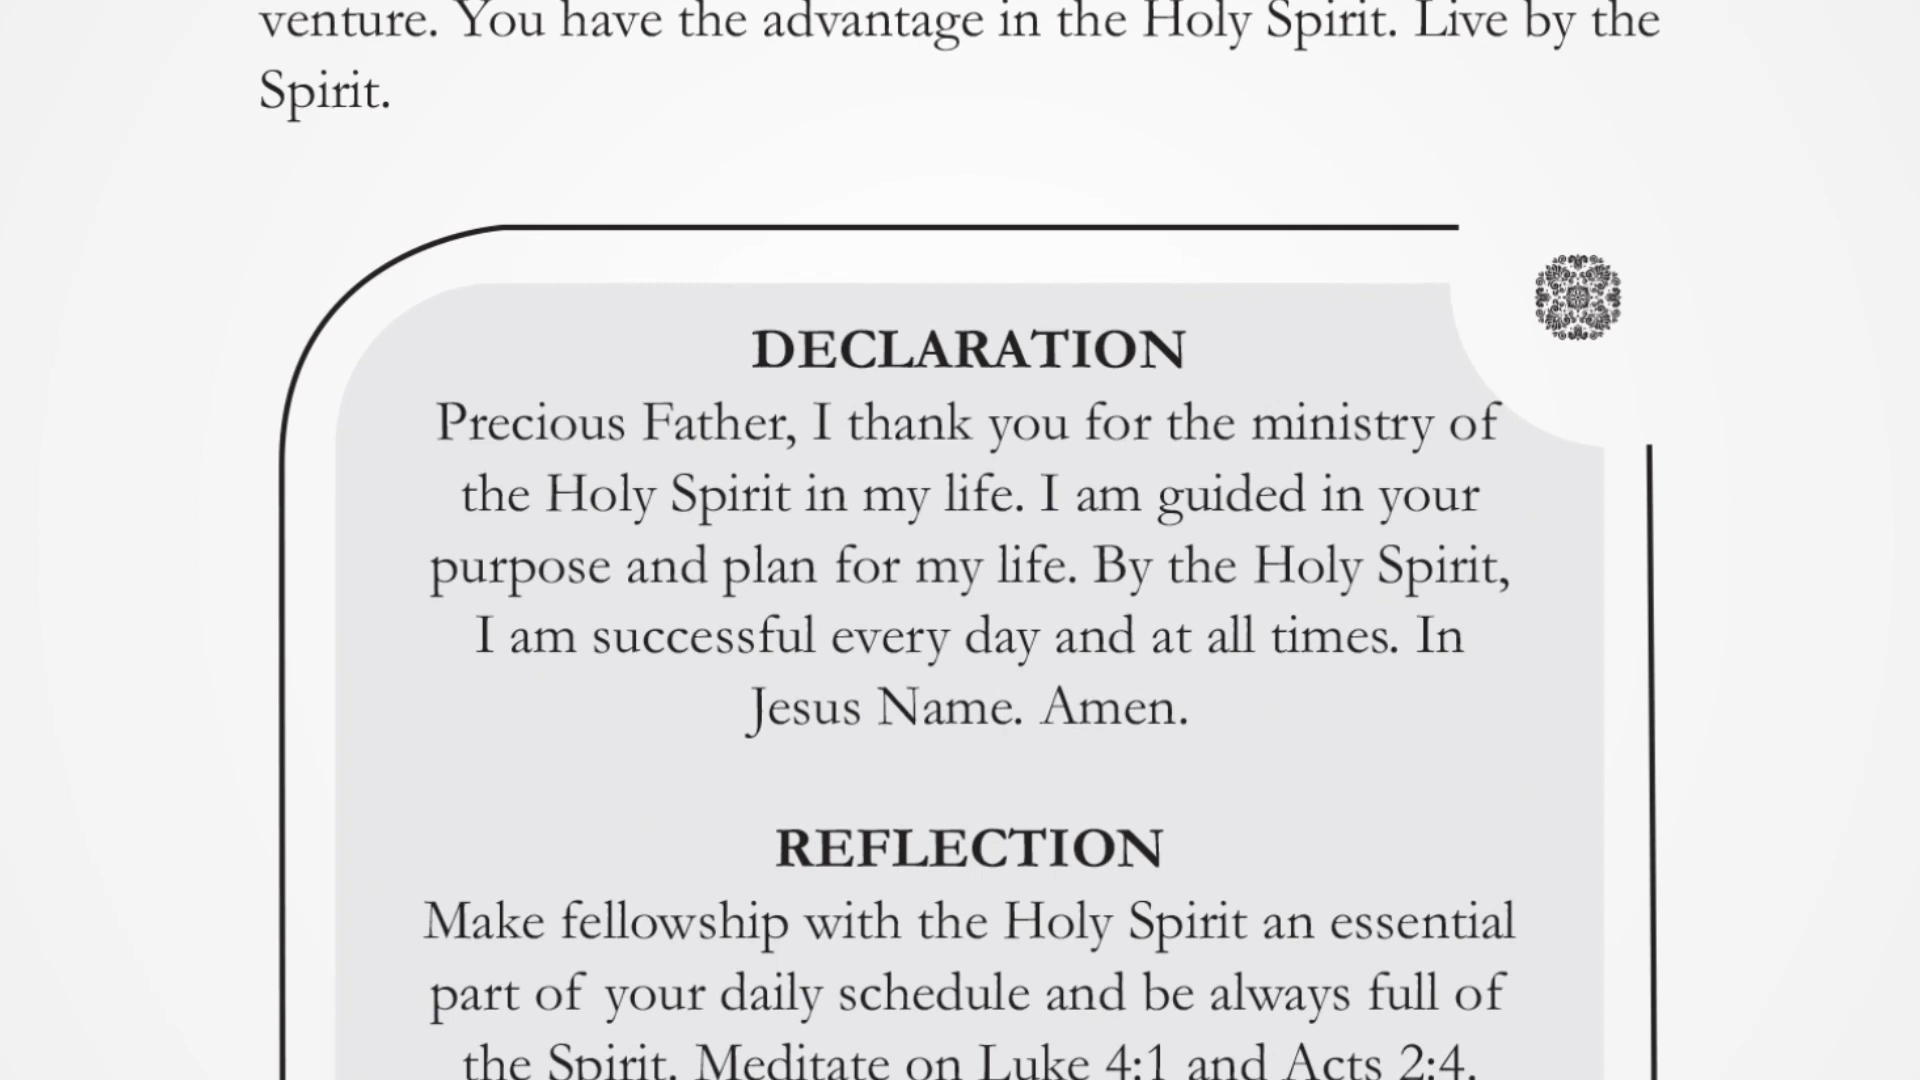 venture. You have the advantage in the Holy Spirit. Live by the
Spirit.
DECLARATION
Precious Father, I thank you for the ministry of
the Holy Spirit in my life. I am guided in your
purpose and plan for my life. By the Holy Spirit,
I am successful every day and at all times. In
Jesus Name. Amen.
REFLECTION
Make fellowship with the Holy Spirit an essential
part of your daily schedule and be always full of
the Spirit. Meditate on Luke 4:1 and Acts 2:4.